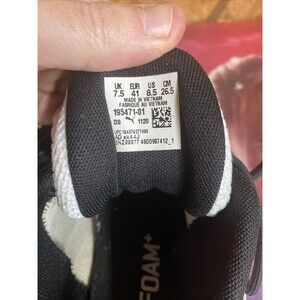 UK EUR US CM
7.5 41 8.5 26.5
MADE IN VIETNAM
FABRIQUE AU VIETNAM
195471-01
DS 1120
FOAM+